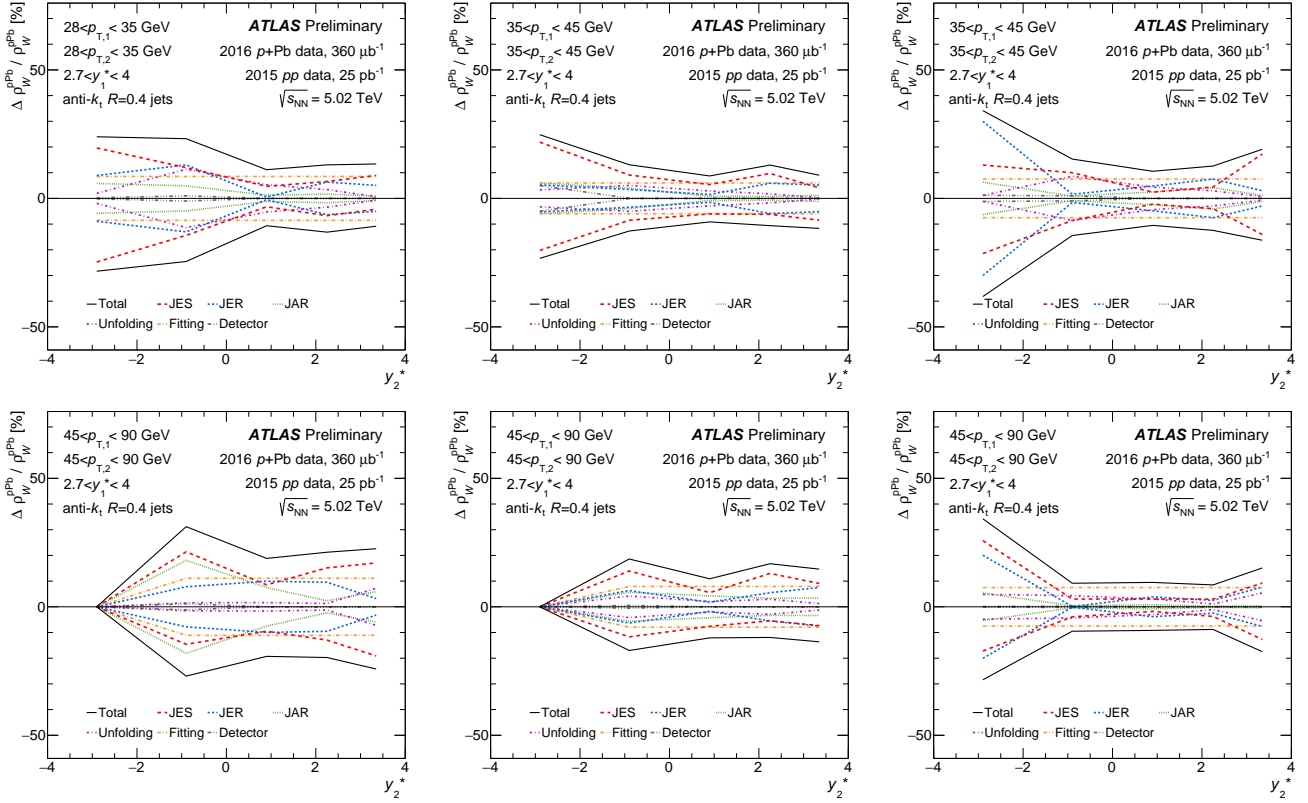 Δ ρ_W^pPb / ρ_W^pPb [%]
28<p_T,1< 35 GeV
28<p_T,2< 35 GeV
2.7<y_1*< 4
anti-k_t R=0.4 jets
ATLAS Preliminary
2016 p+Pb data, 360 μb⁻¹
2015 pp data, 25 pb⁻¹
√s_NN = 5.02 TeV
50
0
−50
Total JES JER JAR
Unfolding Fitting Detector
−4 −2 0 2 4
y_2*
Δ ρ_W^pPb / ρ_W^pPb [%]
35<p_T,1< 45 GeV
35<p_T,2< 45 GeV
2.7<y_1*< 4
anti-k_t R=0.4 jets
ATLAS Preliminary
2016 p+Pb data, 360 μb⁻¹
2015 pp data, 25 pb⁻¹
√s_NN = 5.02 TeV
50
0
−50
Total JES JER JAR
Unfolding Fitting Detector
−4 −2 0 2 4
y_2*
Δ ρ_W^pPb / ρ_W^pPb [%]
35<p_T,1< 45 GeV
35<p_T,2< 45 GeV
2.7<y_1*< 4
anti-k_t R=0.4 jets
ATLAS Preliminary
2016 p+Pb data, 360 μb⁻¹
2015 pp data, 25 pb⁻¹
√s_NN = 5.02 TeV
50
0
−50
Total JES JER JAR
Unfolding Fitting Detector
−4 −2 0 2 4
y_2*
Δ ρ_W^pPb / ρ_W^pPb [%]
45<p_T,1< 90 GeV
45<p_T,2< 90 GeV
2.7<y_1*< 4
anti-k_t R=0.4 jets
ATLAS Preliminary
2016 p+Pb data, 360 μb⁻¹
2015 pp data, 25 pb⁻¹
√s_NN = 5.02 TeV
50
0
−50
Total JES JER JAR
Unfolding Fitting Detector
−4 −2 0 2 4
y_2*
Δ ρ_W^pPb / ρ_W^pPb [%]
45<p_T,1< 90 GeV
45<p_T,2< 90 GeV
2.7<y_1*< 4
anti-k_t R=0.4 jets
ATLAS Preliminary
2016 p+Pb data, 360 μb⁻¹
2015 pp data, 25 pb⁻¹
√s_NN = 5.02 TeV
50
0
−50
Total JES JER JAR
Unfolding Fitting Detector
−4 −2 0 2 4
y_2*
Δ ρ_W^pPb / ρ_W^pPb [%]
45<p_T,1< 90 GeV
45<p_T,2< 90 GeV
2.7<y_1*< 4
anti-k_t R=0.4 jets
ATLAS Preliminary
2016 p+Pb data, 360 μb⁻¹
2015 pp data, 25 pb⁻¹
√s_NN = 5.02 TeV
50
0
−50
Total JES JER JAR
Unfolding Fitting Detector
−4 −2 0 2 4
y_2*